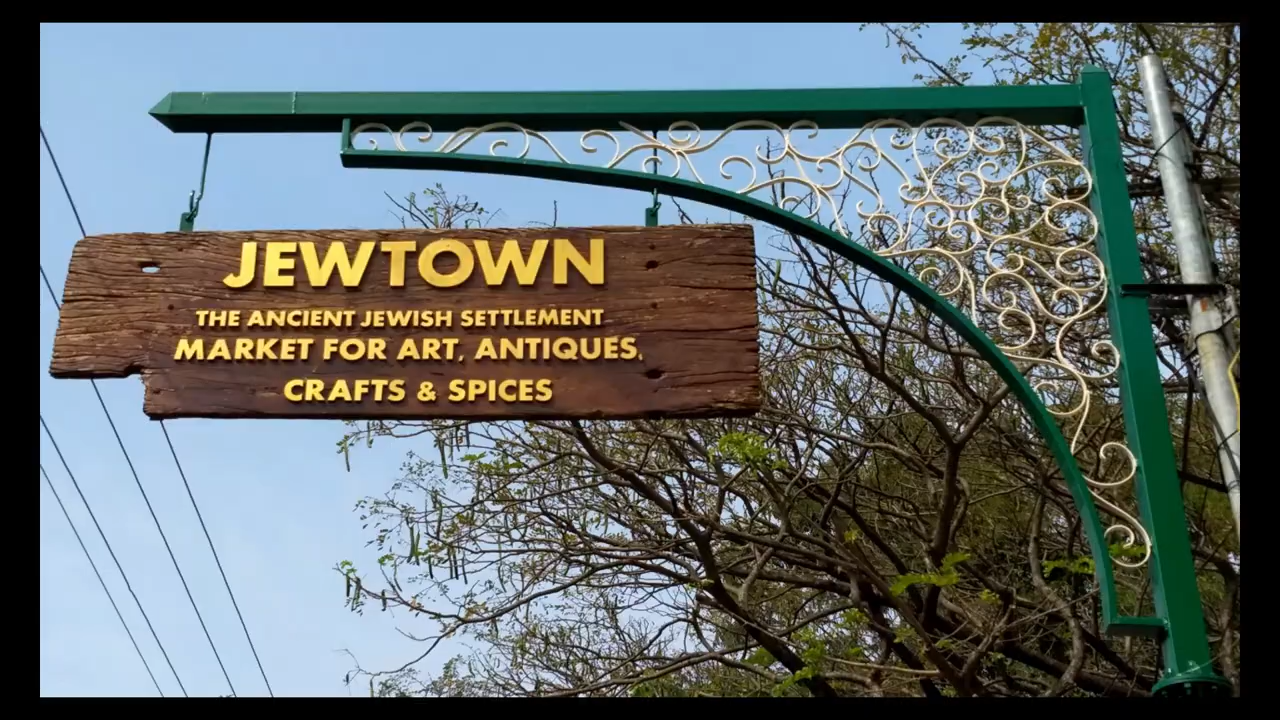 JEWTOWN
THE ANCIENT JEWISH SETTLEMENT
MARKET FOR ART, ANTIQUES,
CRAFTS & SPICES